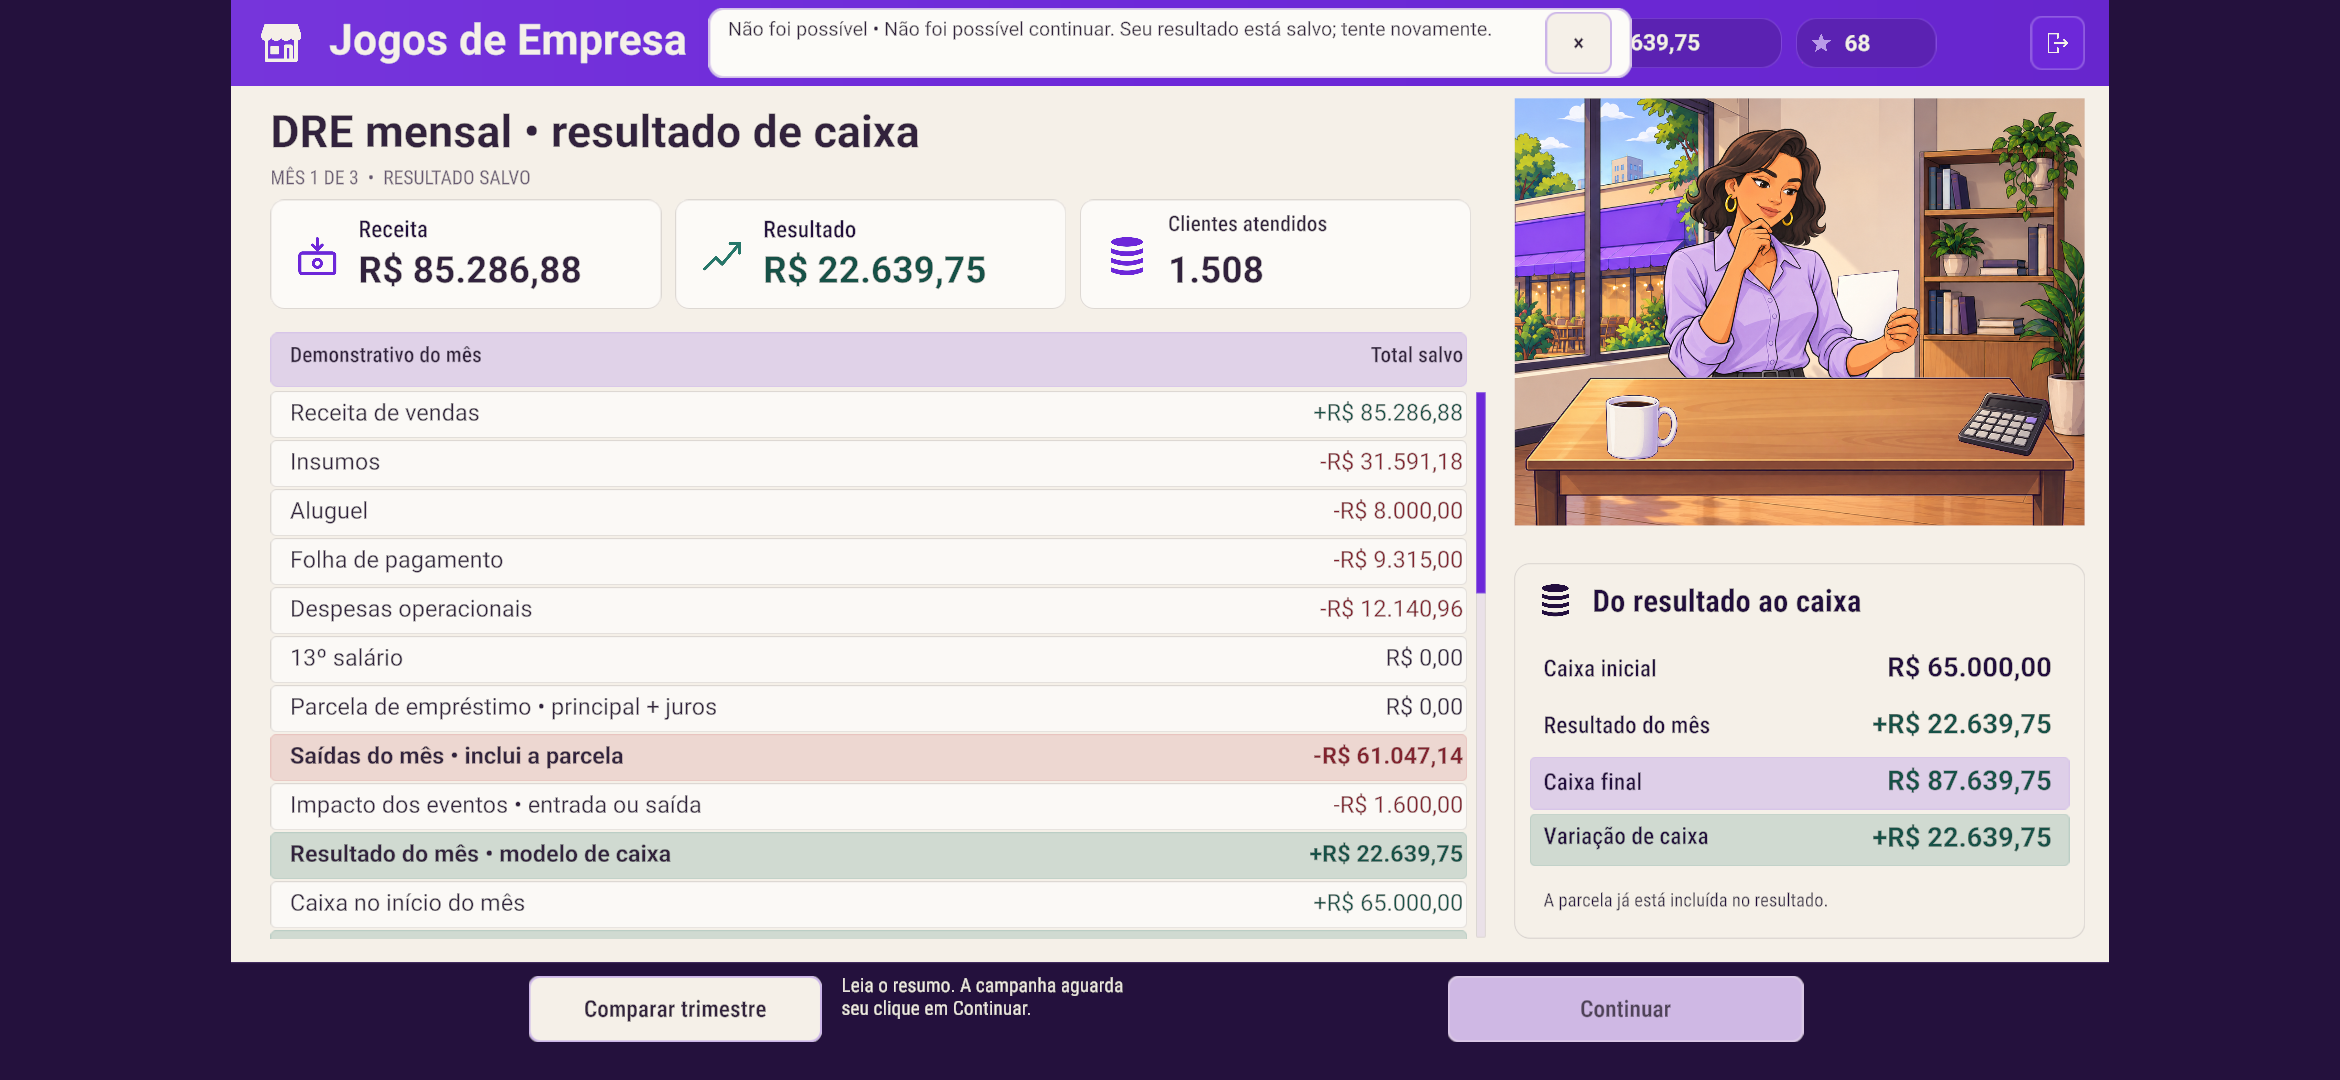 Jogos de Empresa
Não foi possível • Não foi possível continuar. Seu resultado está salvo; tente novamente.
×
639,75
68
DRE mensal • resultado de caixa
MÊS 1 DE 3 • RESULTADO SALVO
Receita
R$ 85.286,88
Resultado
R$ 22.639,75
Clientes atendidos
1.508
Demonstrativo do mês Total salvo
Receita de vendas +R$ 85.286,88
Insumos -R$ 31.591,18
Aluguel -R$ 8.000,00
Folha de pagamento -R$ 9.315,00
Despesas operacionais -R$ 12.140,96
13º salário R$ 0,00
Parcela de empréstimo • principal + juros R$ 0,00
Saídas do mês • inclui a parcela -R$ 61.047,14
Impacto dos eventos • entrada ou saída -R$ 1.600,00
Resultado do mês • modelo de caixa +R$ 22.639,75
Caixa no início do mês +R$ 65.000,00
Do resultado ao caixa
Caixa inicial R$ 65.000,00
Resultado do mês +R$ 22.639,75
Caixa final R$ 87.639,75
Variação de caixa +R$ 22.639,75
A parcela já está incluída no resultado.
Comparar trimestre
Leia o resumo. A campanha aguarda
seu clique em Continuar.
Continuar